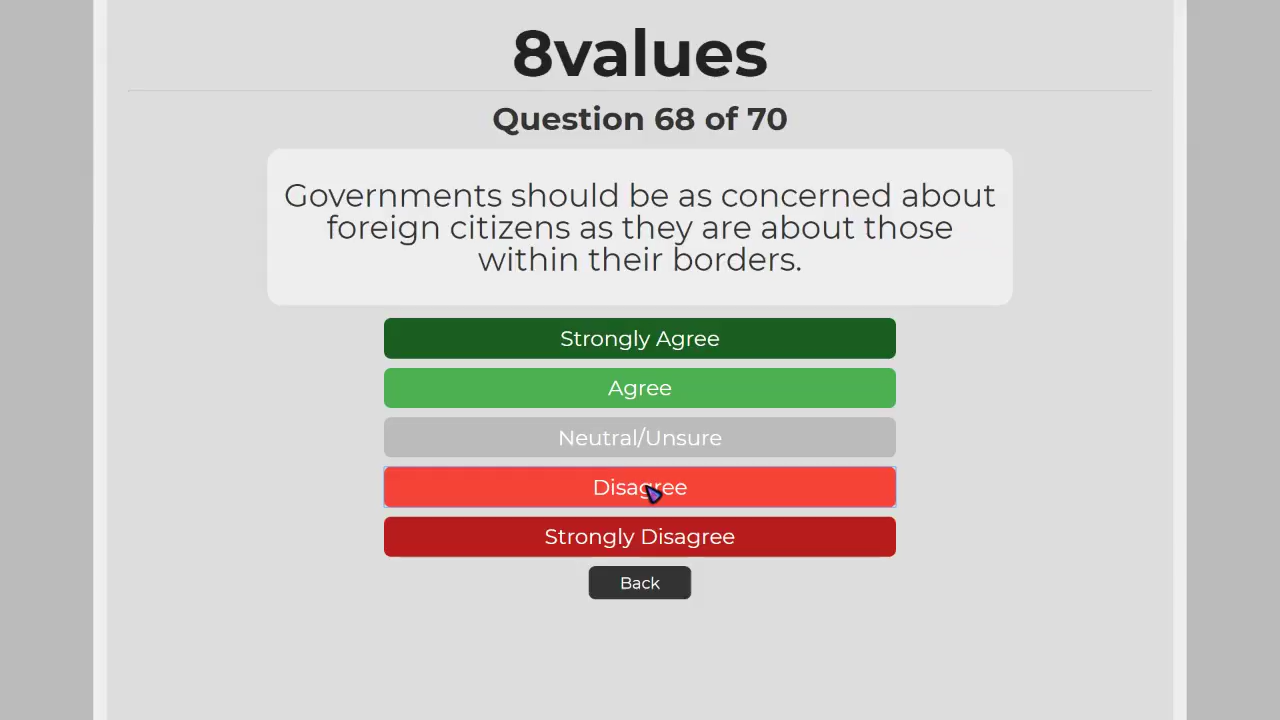 8values
Question 68 of 70
Governments should be as concerned about
foreign citizens as they are about those
within their borders.
Strongly Agree
Agree
Neutral/Unsure
Disagree
Strongly Disagree
Back